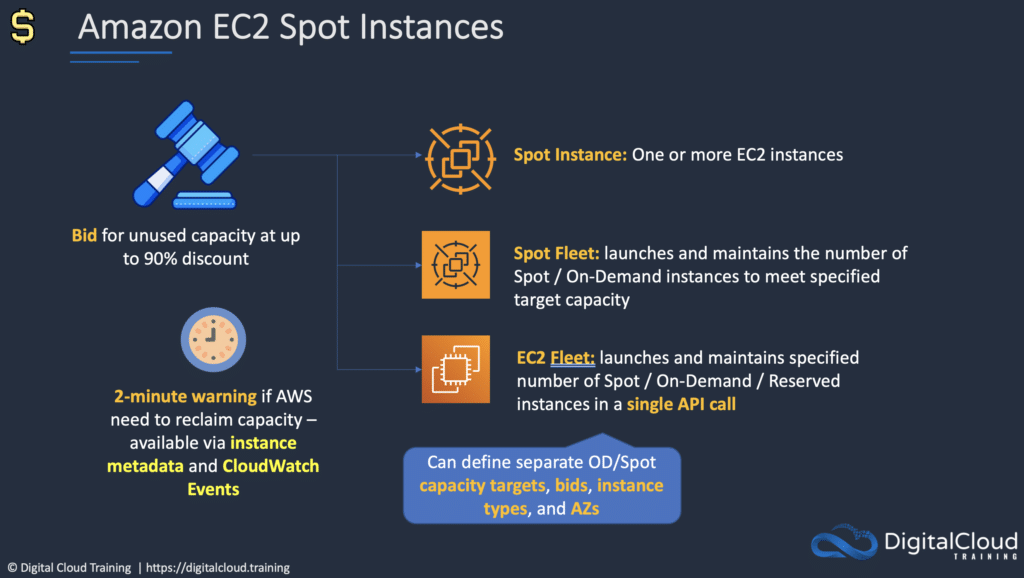 $ Amazon EC2 Spot Instances
Bid for unused capacity at up
to 90% discount
2-minute warning if AWS
need to reclaim capacity –
available via instance
metadata and CloudWatch
Events
Spot Instance: One or more EC2 instances
Spot Fleet: launches and maintains the number of
Spot / On-Demand instances to meet specified
target capacity
EC2 Fleet: launches and maintains specified
number of Spot / On-Demand / Reserved
instances in a single API call
Can define separate OD/Spot
capacity targets, bids, instance
types, and AZs
DigitalCloud
TRAINING
© Digital Cloud Training | https://digitalcloud.training